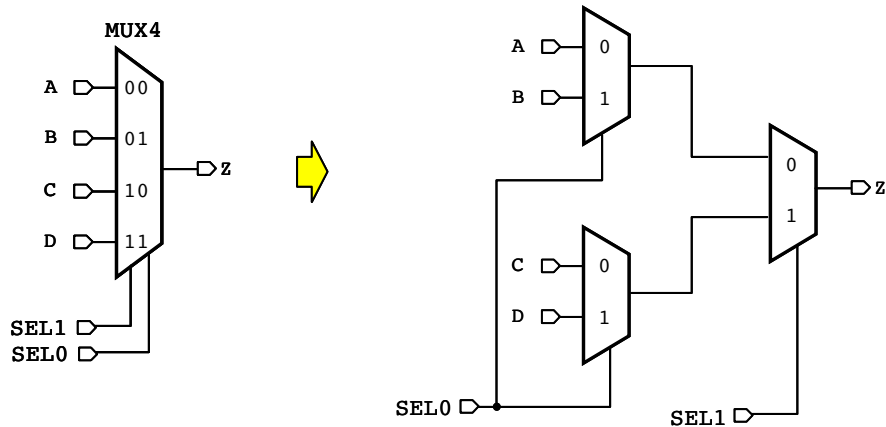 MUX4
A 00
B 01
C 10
D 11
Z
SEL1
SEL0
A 0
B 1
C 0
D 1
SEL0
0
1
Z
SEL1